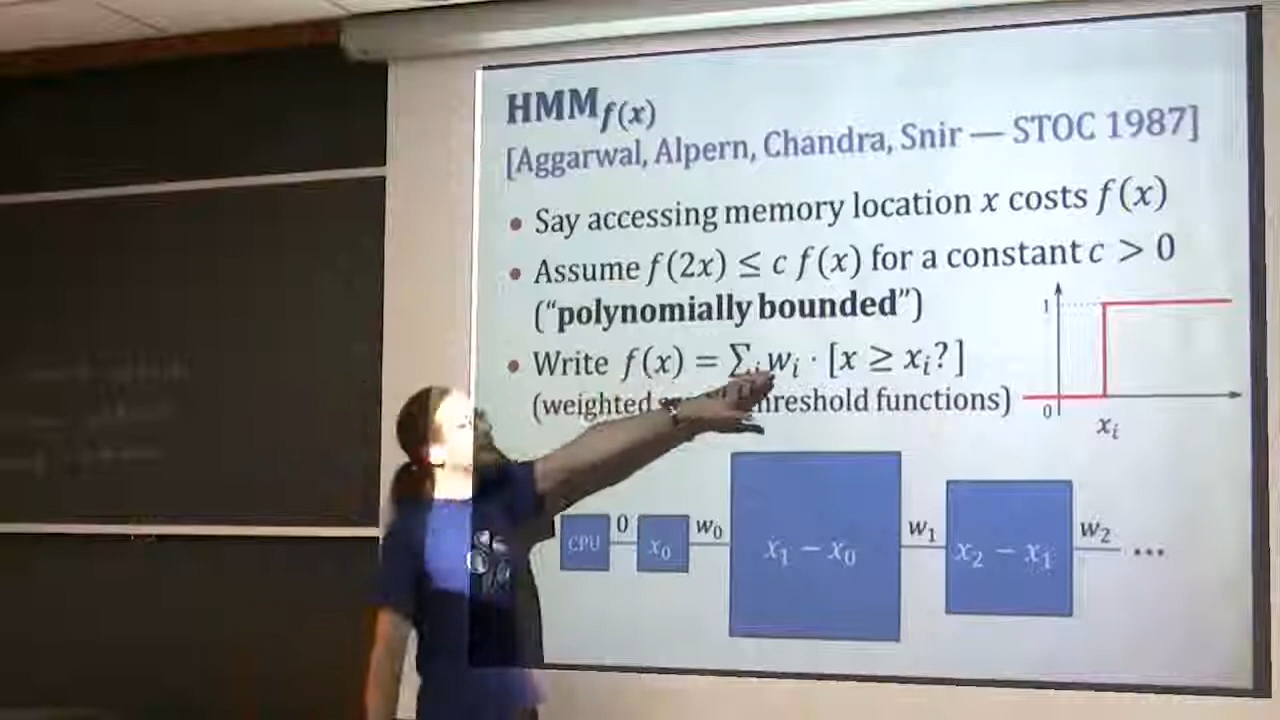 HMM_f(x)
[Aggarwal, Alpern, Chandra, Snir — STOC 1987]
• Say accessing memory location x costs f(x)
• Assume f(2x) ≤ c f(x) for a constant c > 0
("polynomially bounded")
• Write f(x) = ∑ᵢ wᵢ · [x ≥ xᵢ?]
(weighted threshold functions)
1
0
xᵢ
CPU 0 x₀ w₀ x₁ − x₀ w₁ x₂ − x₁ w₂ ...